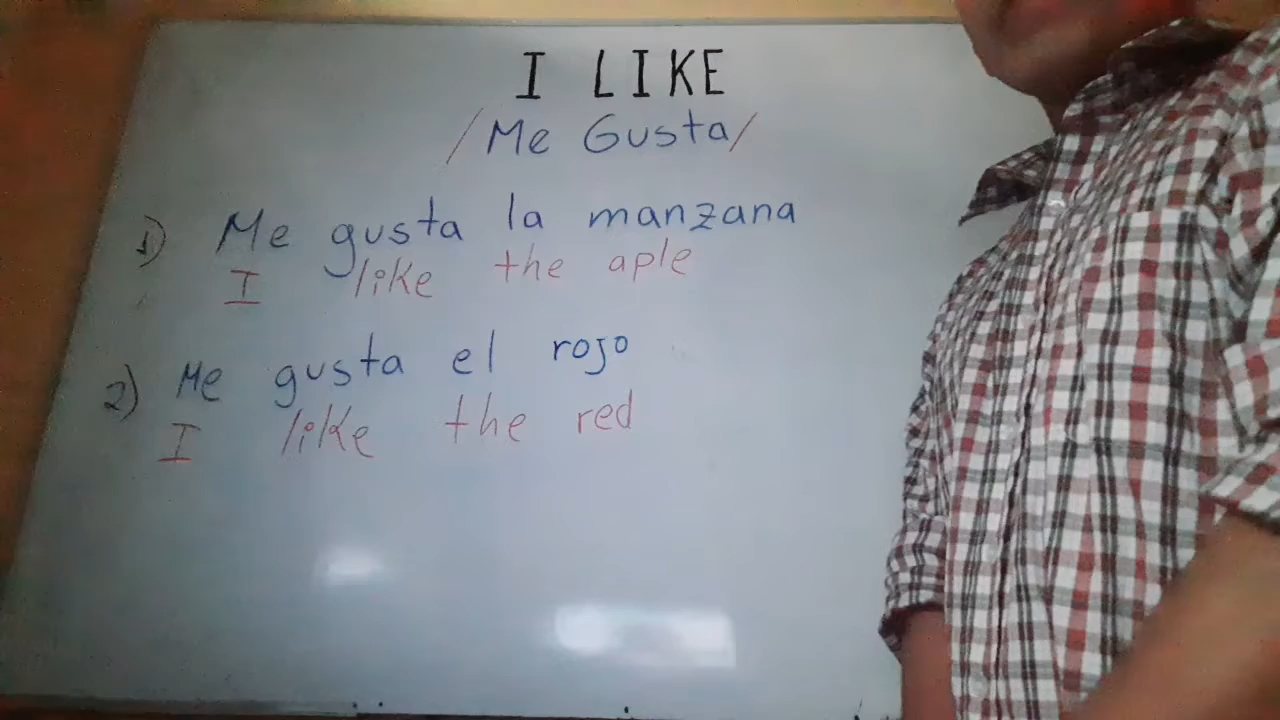 I LIKE
/Me Gusta/
1) Me gusta la manzana
I like the aple
2) Me gusta el rojo
I like the red